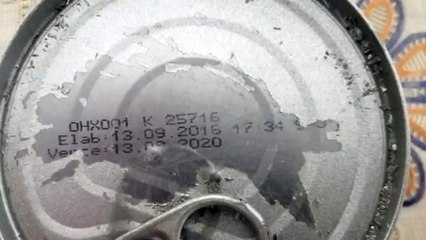 OHX001 K 25716
Elab:13.09.2016 17:34
Vence:13.09.2020